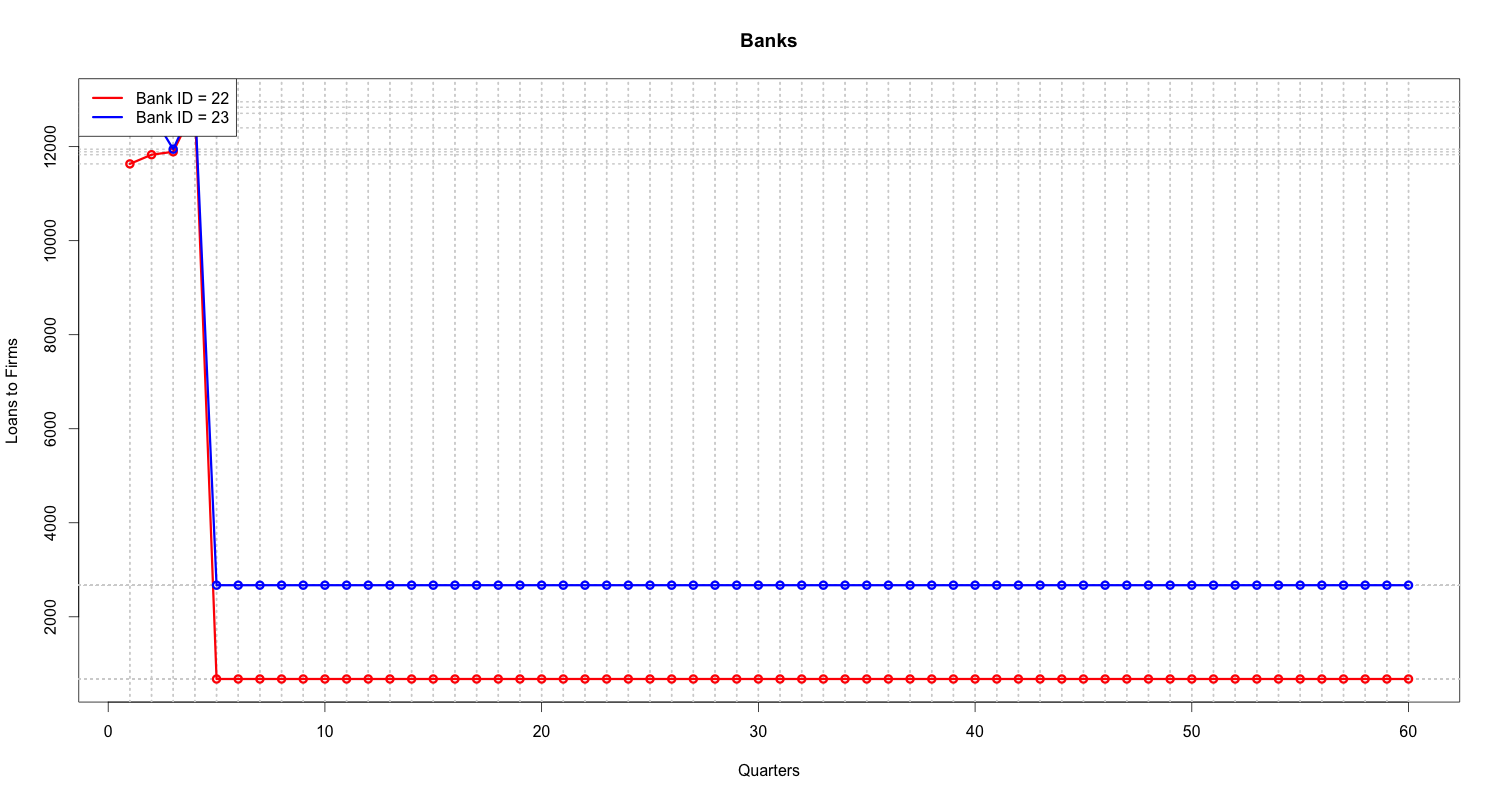 Banks
Bank ID = 22
Bank ID = 23
Loans to Firms
12000
10000
8000
6000
4000
2000
0 10 20 30 40 50 60
Quarters